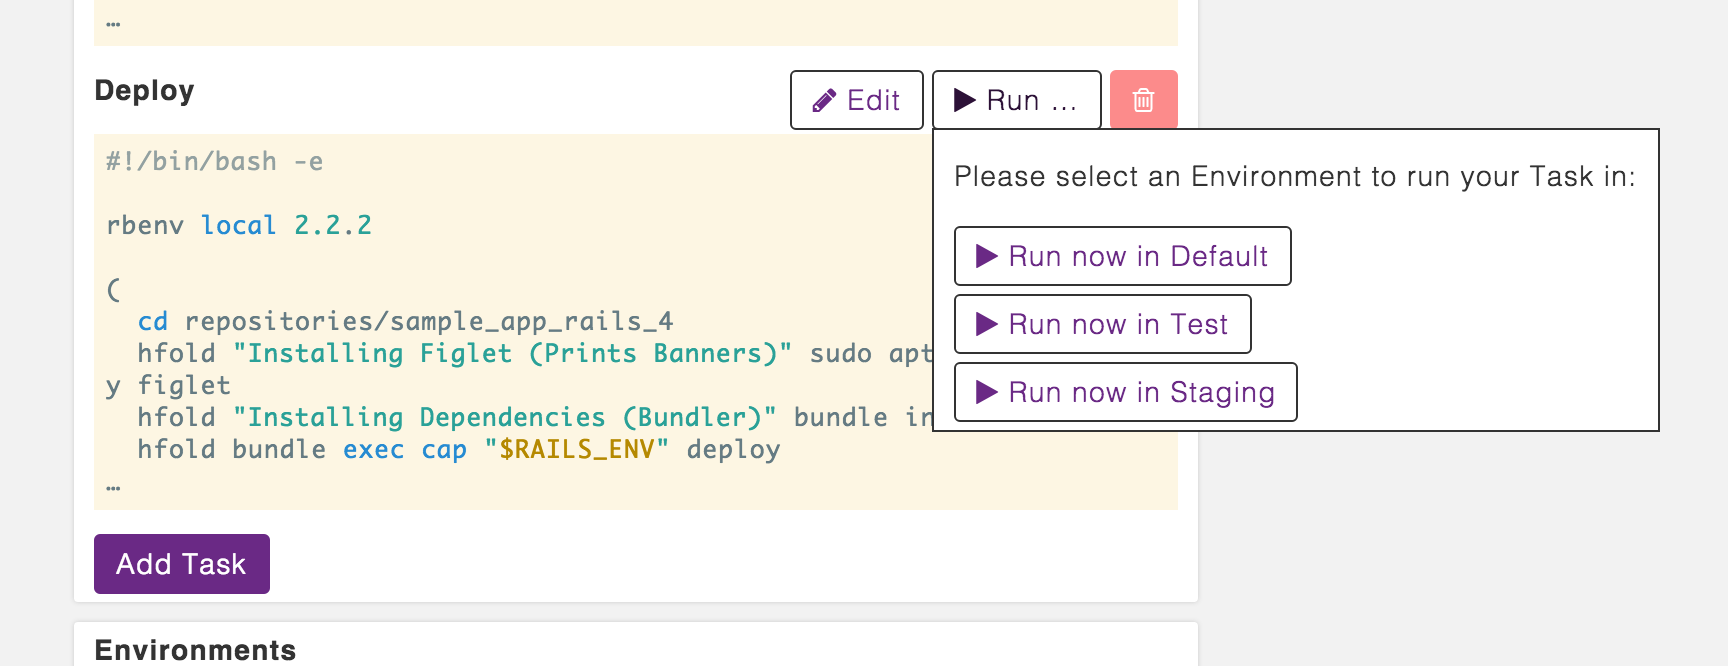 …
Deploy
Edit
Run ...
#!/bin/bash -e
Please select an Environment to run your Task in:
rbenv local 2.2.2
Run now in Default
(
cd repositories/sample_app_rails_4
Run now in Test
hfold "Installing Figlet (Prints Banners)" sudo apt
y figlet
Run now in Staging
hfold "Installing Dependencies (Bundler)" bundle in
hfold bundle exec cap "$RAILS_ENV" deploy
…
Add Task
Environments